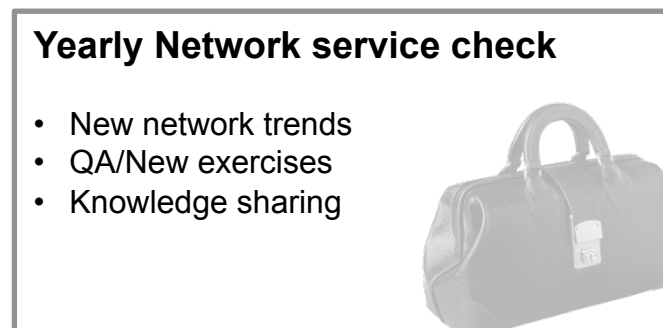 Yearly Network service check
• New network trends
• QA/New exercises
• Knowledge sharing